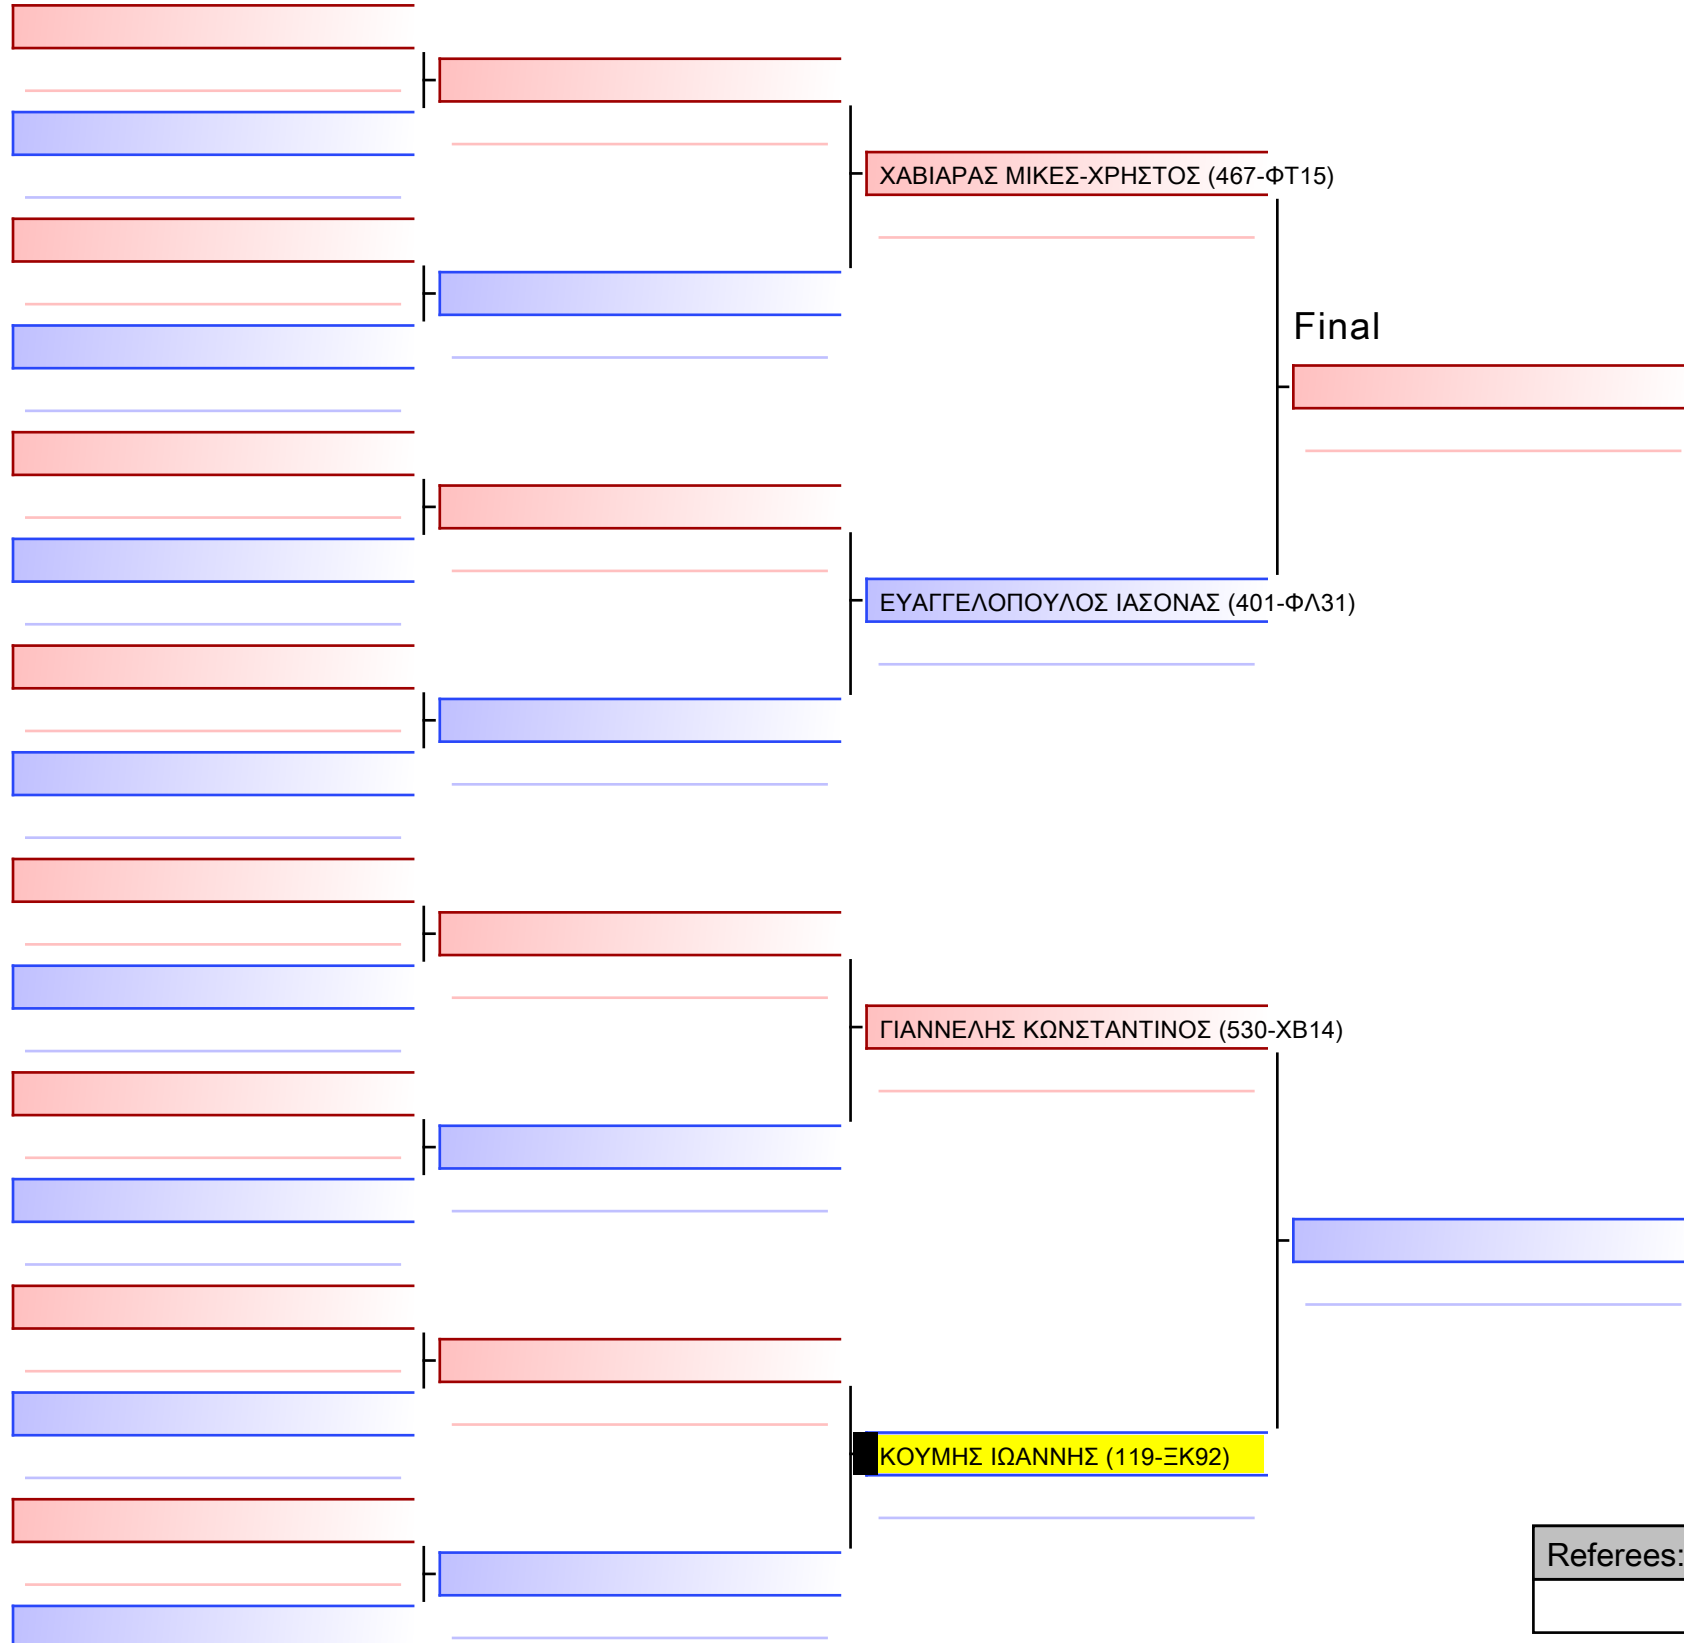 ΧΑΒΙΑΡΑΣ ΜΙΚΕΣ-ΧΡΗΣΤΟΣ (467-ΦΤ15)
Final
ΕΥΑΓΓΕΛΟΠΟΥΛΟΣ ΙΑΣΟΝΑΣ (401-ΦΛ31)
ΓΙΑΝΝΕΛΗΣ ΚΩΝΣΤΑΝΤΙΝΟΣ (530-ΧΒ14)
ΚΟΥΜΗΣ ΙΩΑΝΝΗΣ (119-ΞΚ92)
Referees: